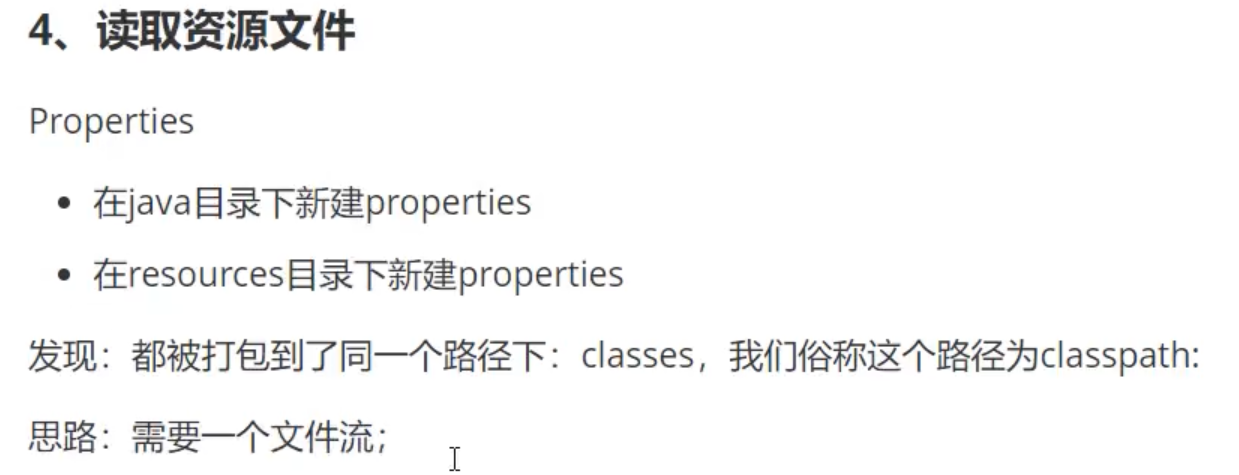 4、读取资源文件
Properties
• 在java目录下新建properties
• 在resources目录下新建properties
发现：都被打包到了同一个路径下：classes，我们俗称这个路径为classpath:
思路：需要一个文件流；